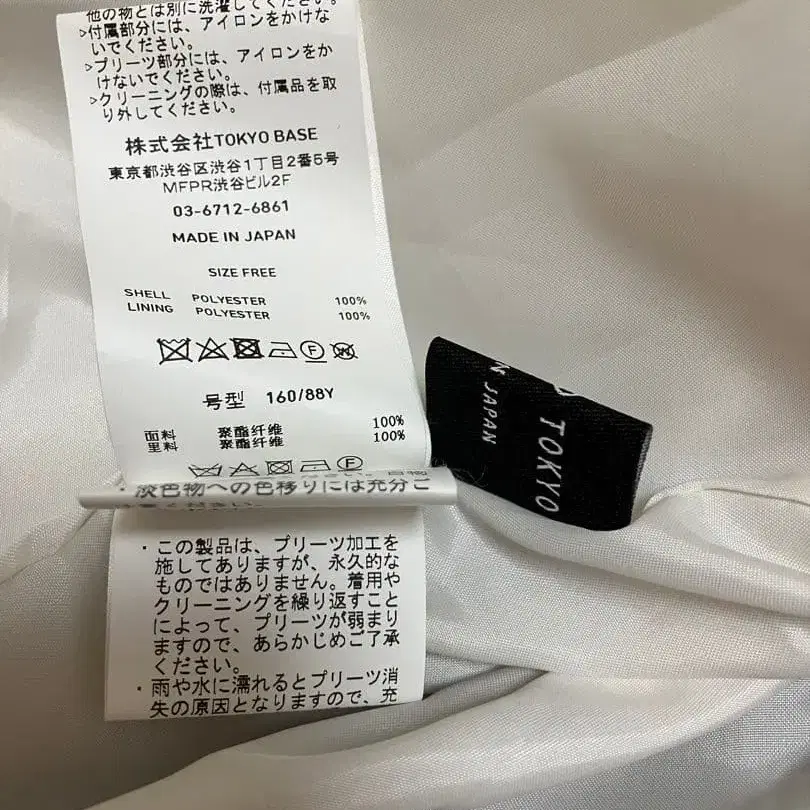 他の物とは別に洗濯してください。
>付属部分には、アイロンをかけな
いでください。
>プリーツ部分には、アイロンをか
けないでください。
>クリーニングの際は、付属品を取
り外してください。
株式会社TOKYO BASE
東京都渋谷区渋谷1丁目2番5号
MFPR渋谷ビル2F
03-6712-6861
MADE IN JAPAN
SIZE FREE
SHELL POLYESTER 100%
LINING POLYESTER 100%
F
号型 160/88Y
面料 聚酯纤维 100%
里料 聚酯纤维 100%
F
・淡色物への色移りには充分ご
・この製品は、プリーツ加工を
施してありますが、永久的な
ものではありません。着用や
クリーニングを繰り返すこと
によって、プリーツが弱まり
ますので、あらかじめご了承
ください。
・雨や水に濡れるとプリーツ消
失の原因となりますので、充
TOKYO
N JAPAN